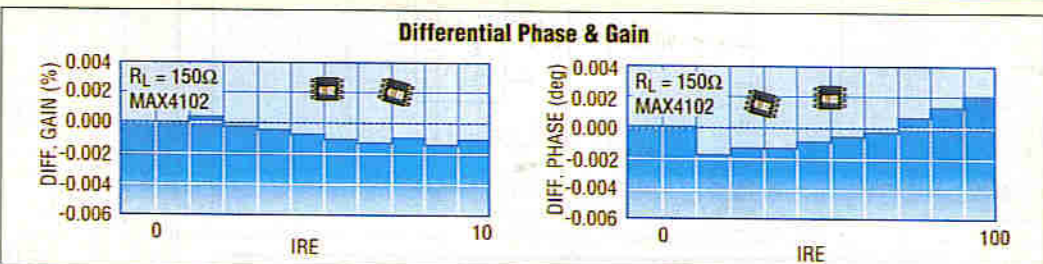 Differential Phase & Gain
DIFF. GAIN (%)
0.004
0.002
0.000
-0.002
-0.004
-0.006
RL = 150Ω
MAX4102
0
10
IRE
DIFF. PHASE (deg)
0.004
0.002
0.000
-0.002
-0.004
-0.006
RL = 150Ω
MAX4102
0
100
IRE